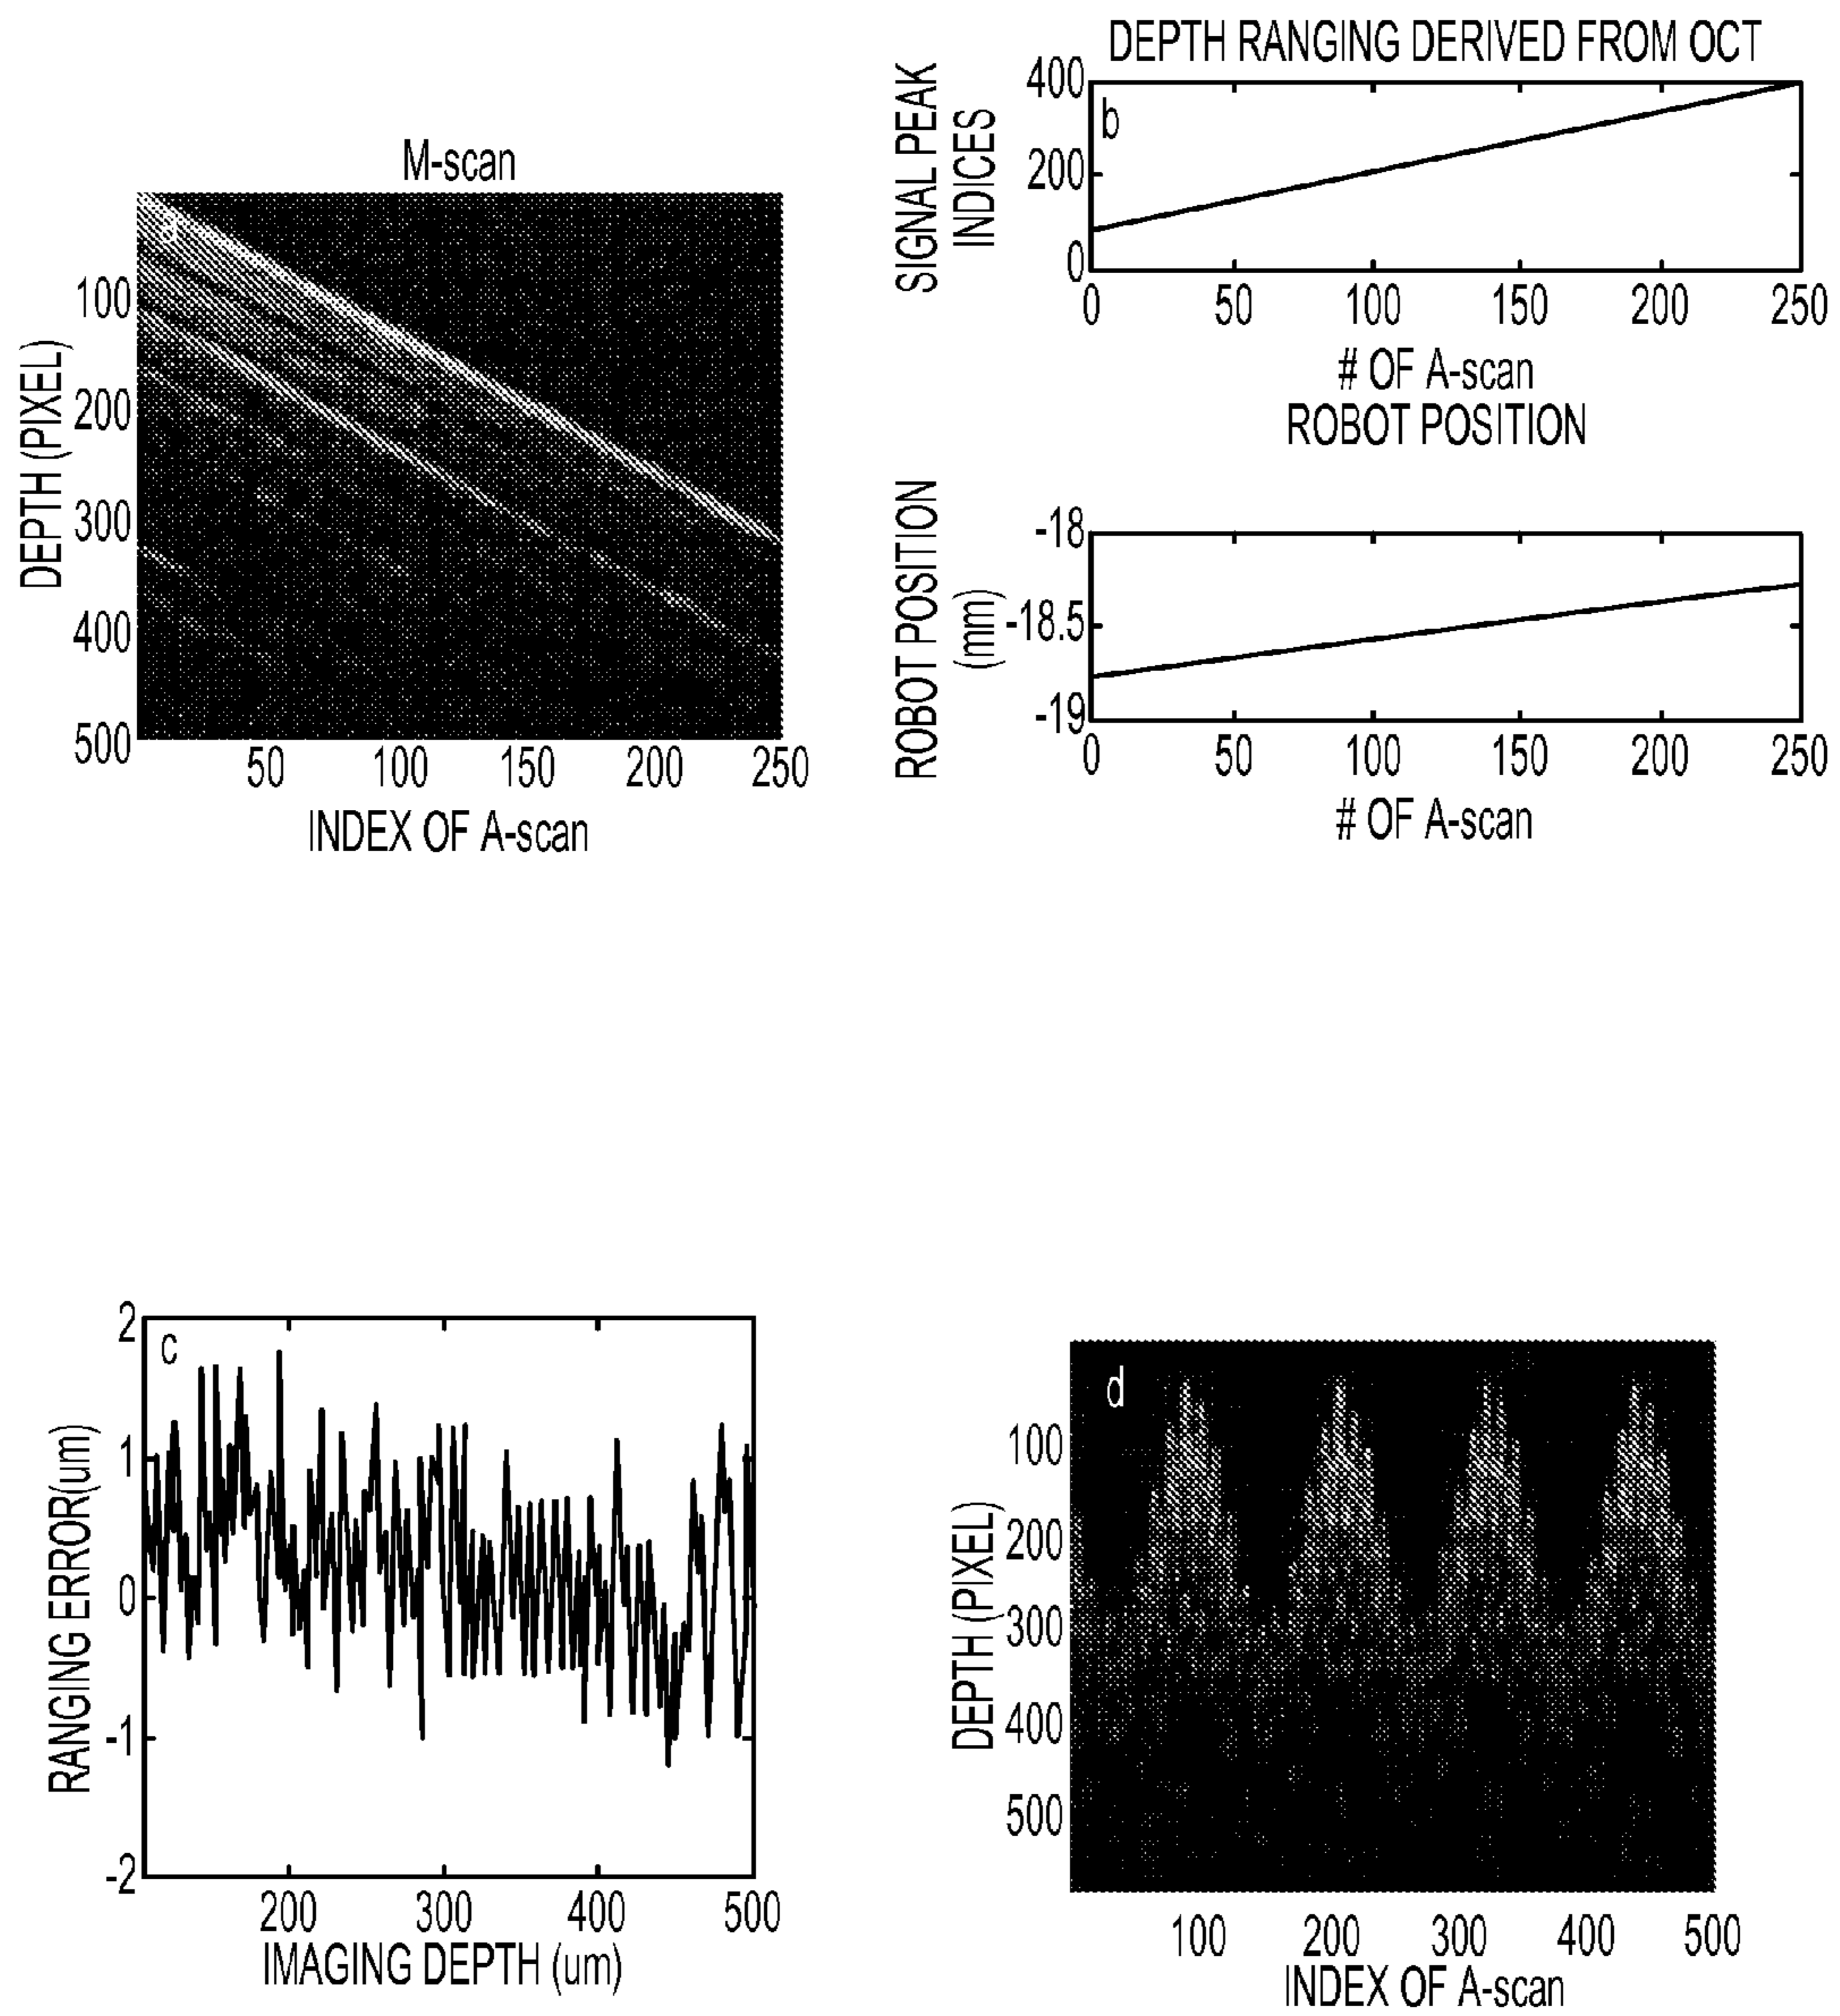 M-scan
a
DEPTH (PIXEL)
100
200
300
400
500
50 100 150 200 250
INDEX OF A-scan
DEPTH RANGING DERIVED FROM OCT
SIGNAL PEAK
INDICES
400
200
0
b
0 50 100 150 200 250
# OF A-scan
ROBOT POSITION
ROBOT POSITION
(mm)
-18
-18.5
-19
0 50 100 150 200 250
# OF A-scan
c
RANGING ERROR(um)
2
1
0
-1
-2
200 300 400 500
IMAGING DEPTH (um)
d
DEPTH (PIXEL)
100
200
300
400
500
100 200 300 400 500
INDEX OF A-scan